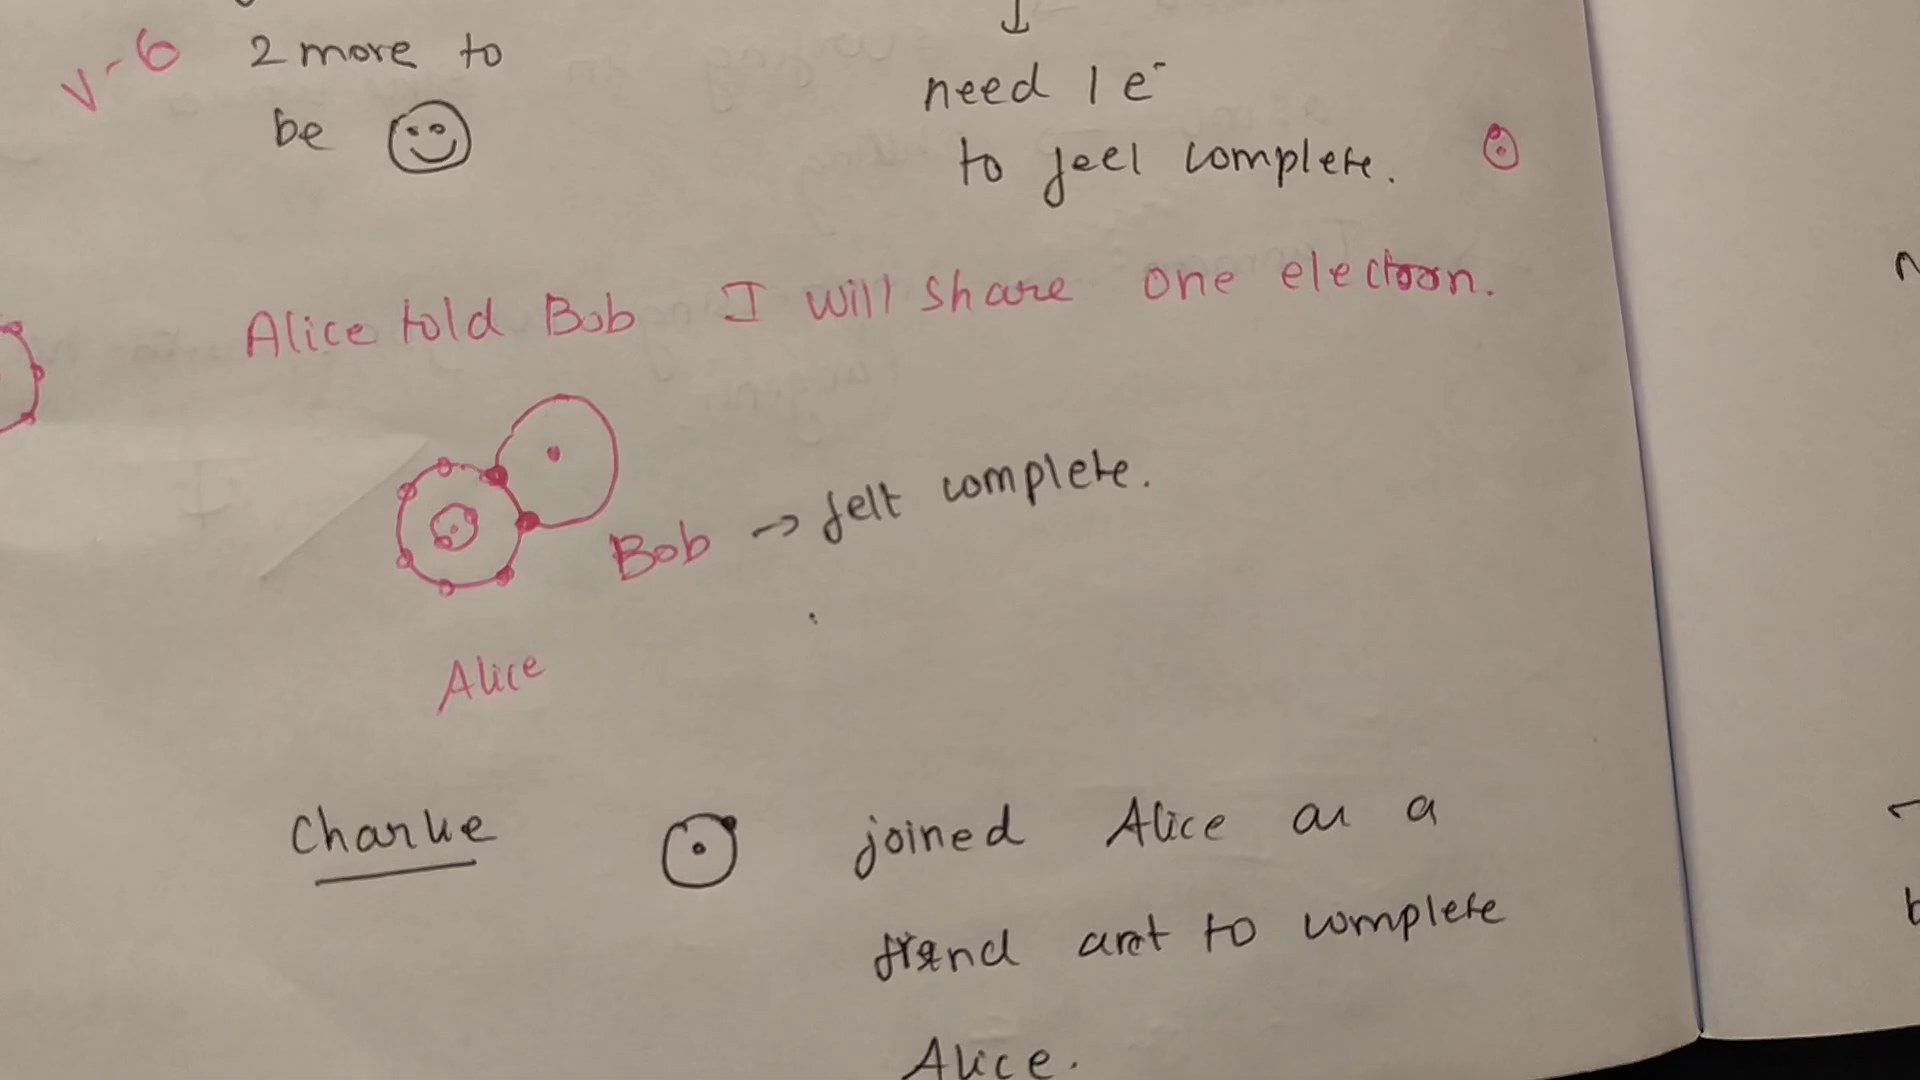 V-6
2 more to
be
need 1 e-
to feel complete.
Alice told Bob I will share one electron.
Bob → felt complete.
Alice
Charlie
joined Alice as a
friend to complete
Alice.